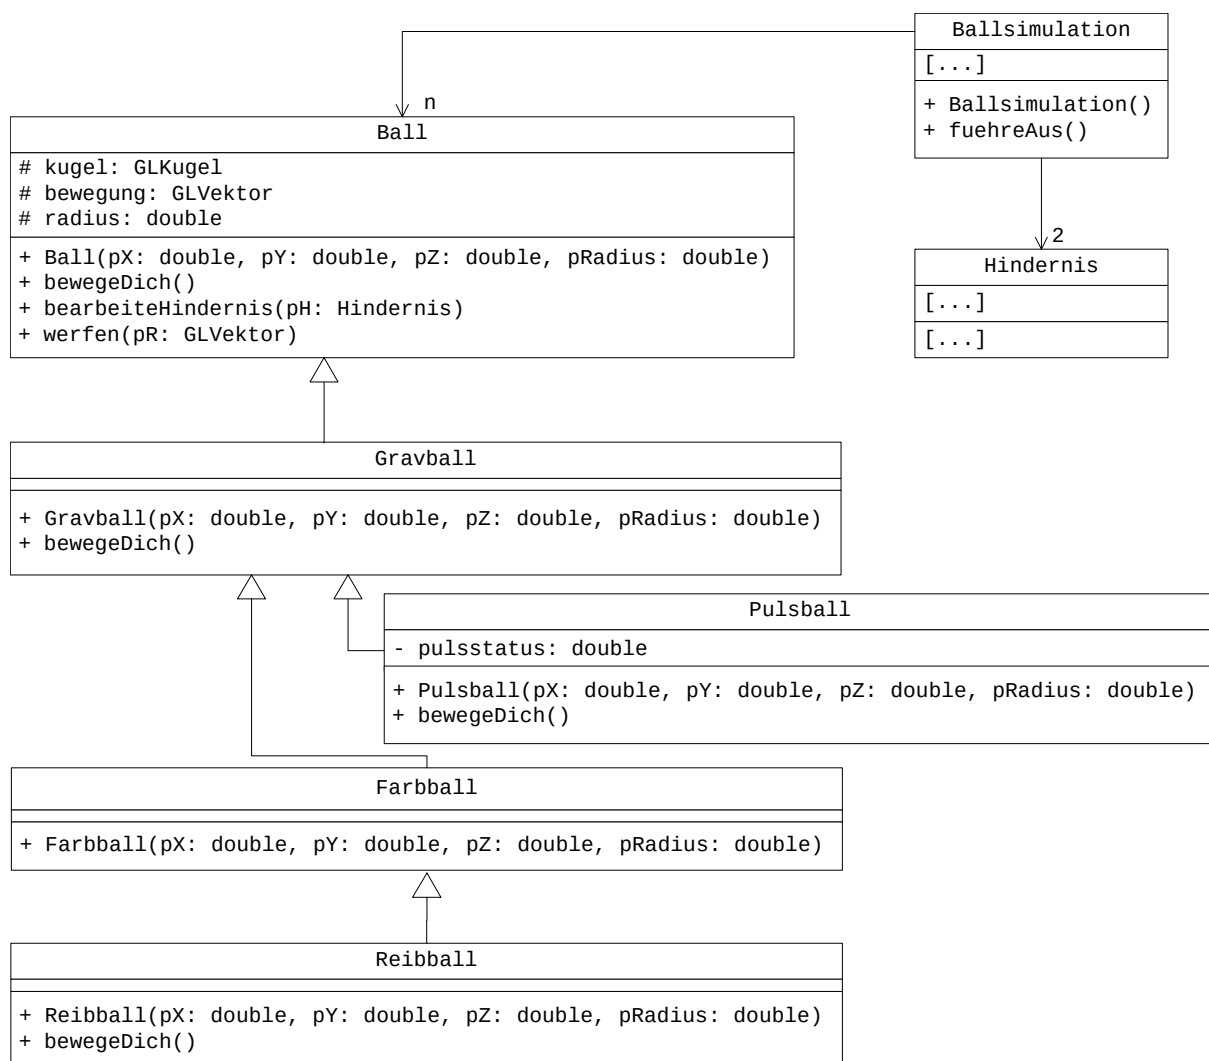 Ballsimulation
[...]
+ Ballsimulation()
+ fuehreAus()
n
Ball
# kugel: GLKugel
# bewegung: GLVektor
# radius: double
+ Ball(pX: double, pY: double, pZ: double, pRadius: double)
+ bewegeDich()
+ bearbeiteHindernis(pH: Hindernis)
+ werfen(pR: GLVektor)
2
Hindernis
[...]
[...]
Gravball
+ Gravball(pX: double, pY: double, pZ: double, pRadius: double)
+ bewegeDich()
Pulsball
- pulsstatus: double
+ Pulsball(pX: double, pY: double, pZ: double, pRadius: double)
+ bewegeDich()
Farbball
+ Farbball(pX: double, pY: double, pZ: double, pRadius: double)
Reibball
+ Reibball(pX: double, pY: double, pZ: double, pRadius: double)
+ bewegeDich()